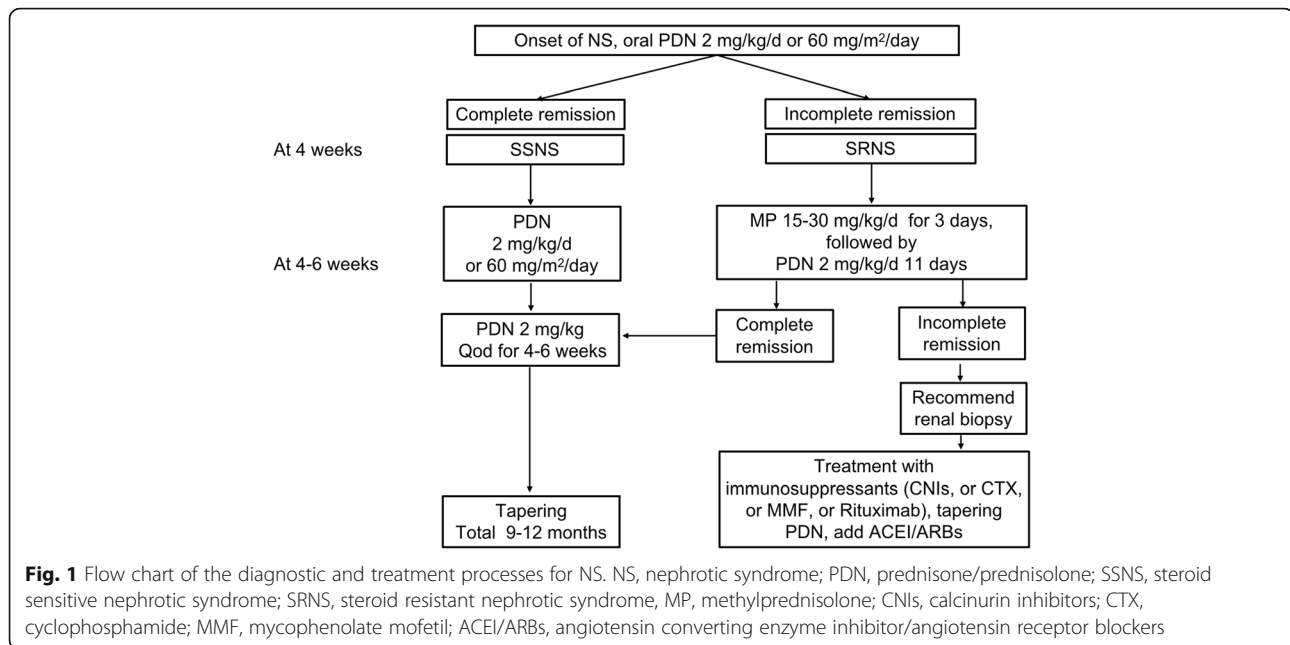 Onset of NS, oral PDN 2 mg/kg/d or 60 mg/m²/day
Complete remission
Incomplete remission
At 4 weeks
SSNS
SRNS
PDN
2 mg/kg/d
or 60 mg/m²/day
MP 15-30 mg/kg/d for 3 days,
followed by
PDN 2 mg/kg/d 11 days
At 4-6 weeks
PDN 2 mg/kg
Qod for 4-6 weeks
Complete
remission
Incomplete
remission
Recommend
renal biopsy
Treatment with
immunosuppressants (CNIs, or CTX,
or MMF, or Rituximab), tapering
PDN, add ACEI/ARBs
Tapering
Total 9-12 months
Fig. 1 Flow chart of the diagnostic and treatment processes for NS. NS, nephrotic syndrome; PDN, prednisone/prednisolone; SSNS, steroid
sensitive nephrotic syndrome; SRNS, steroid resistant nephrotic syndrome, MP, methylprednisolone; CNIs, calcinurin inhibitors; CTX,
cyclophosphamide; MMF, mycophenolate mofetil; ACEI/ARBs, angiotensin converting enzyme inhibitor/angiotensin receptor blockers